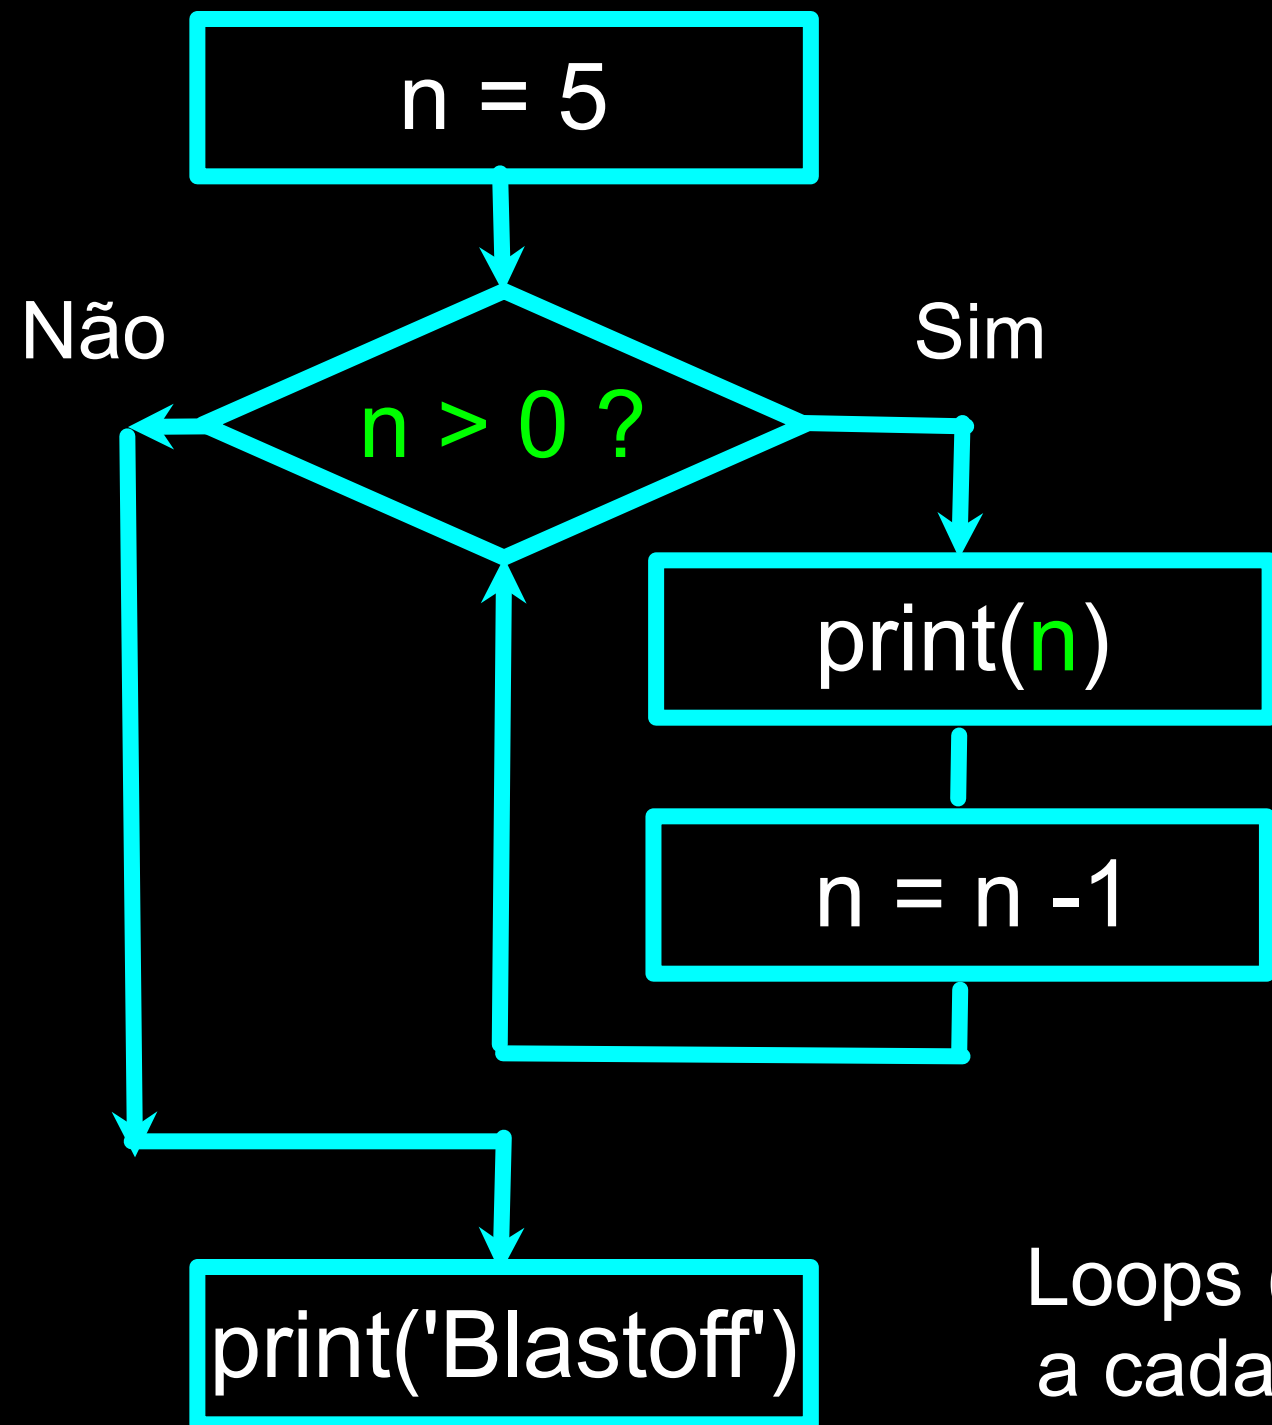 n = 5
Não
Sim
n > 0 ?
print(n)
n = n -1
print('Blastoff')
Loops
a cada